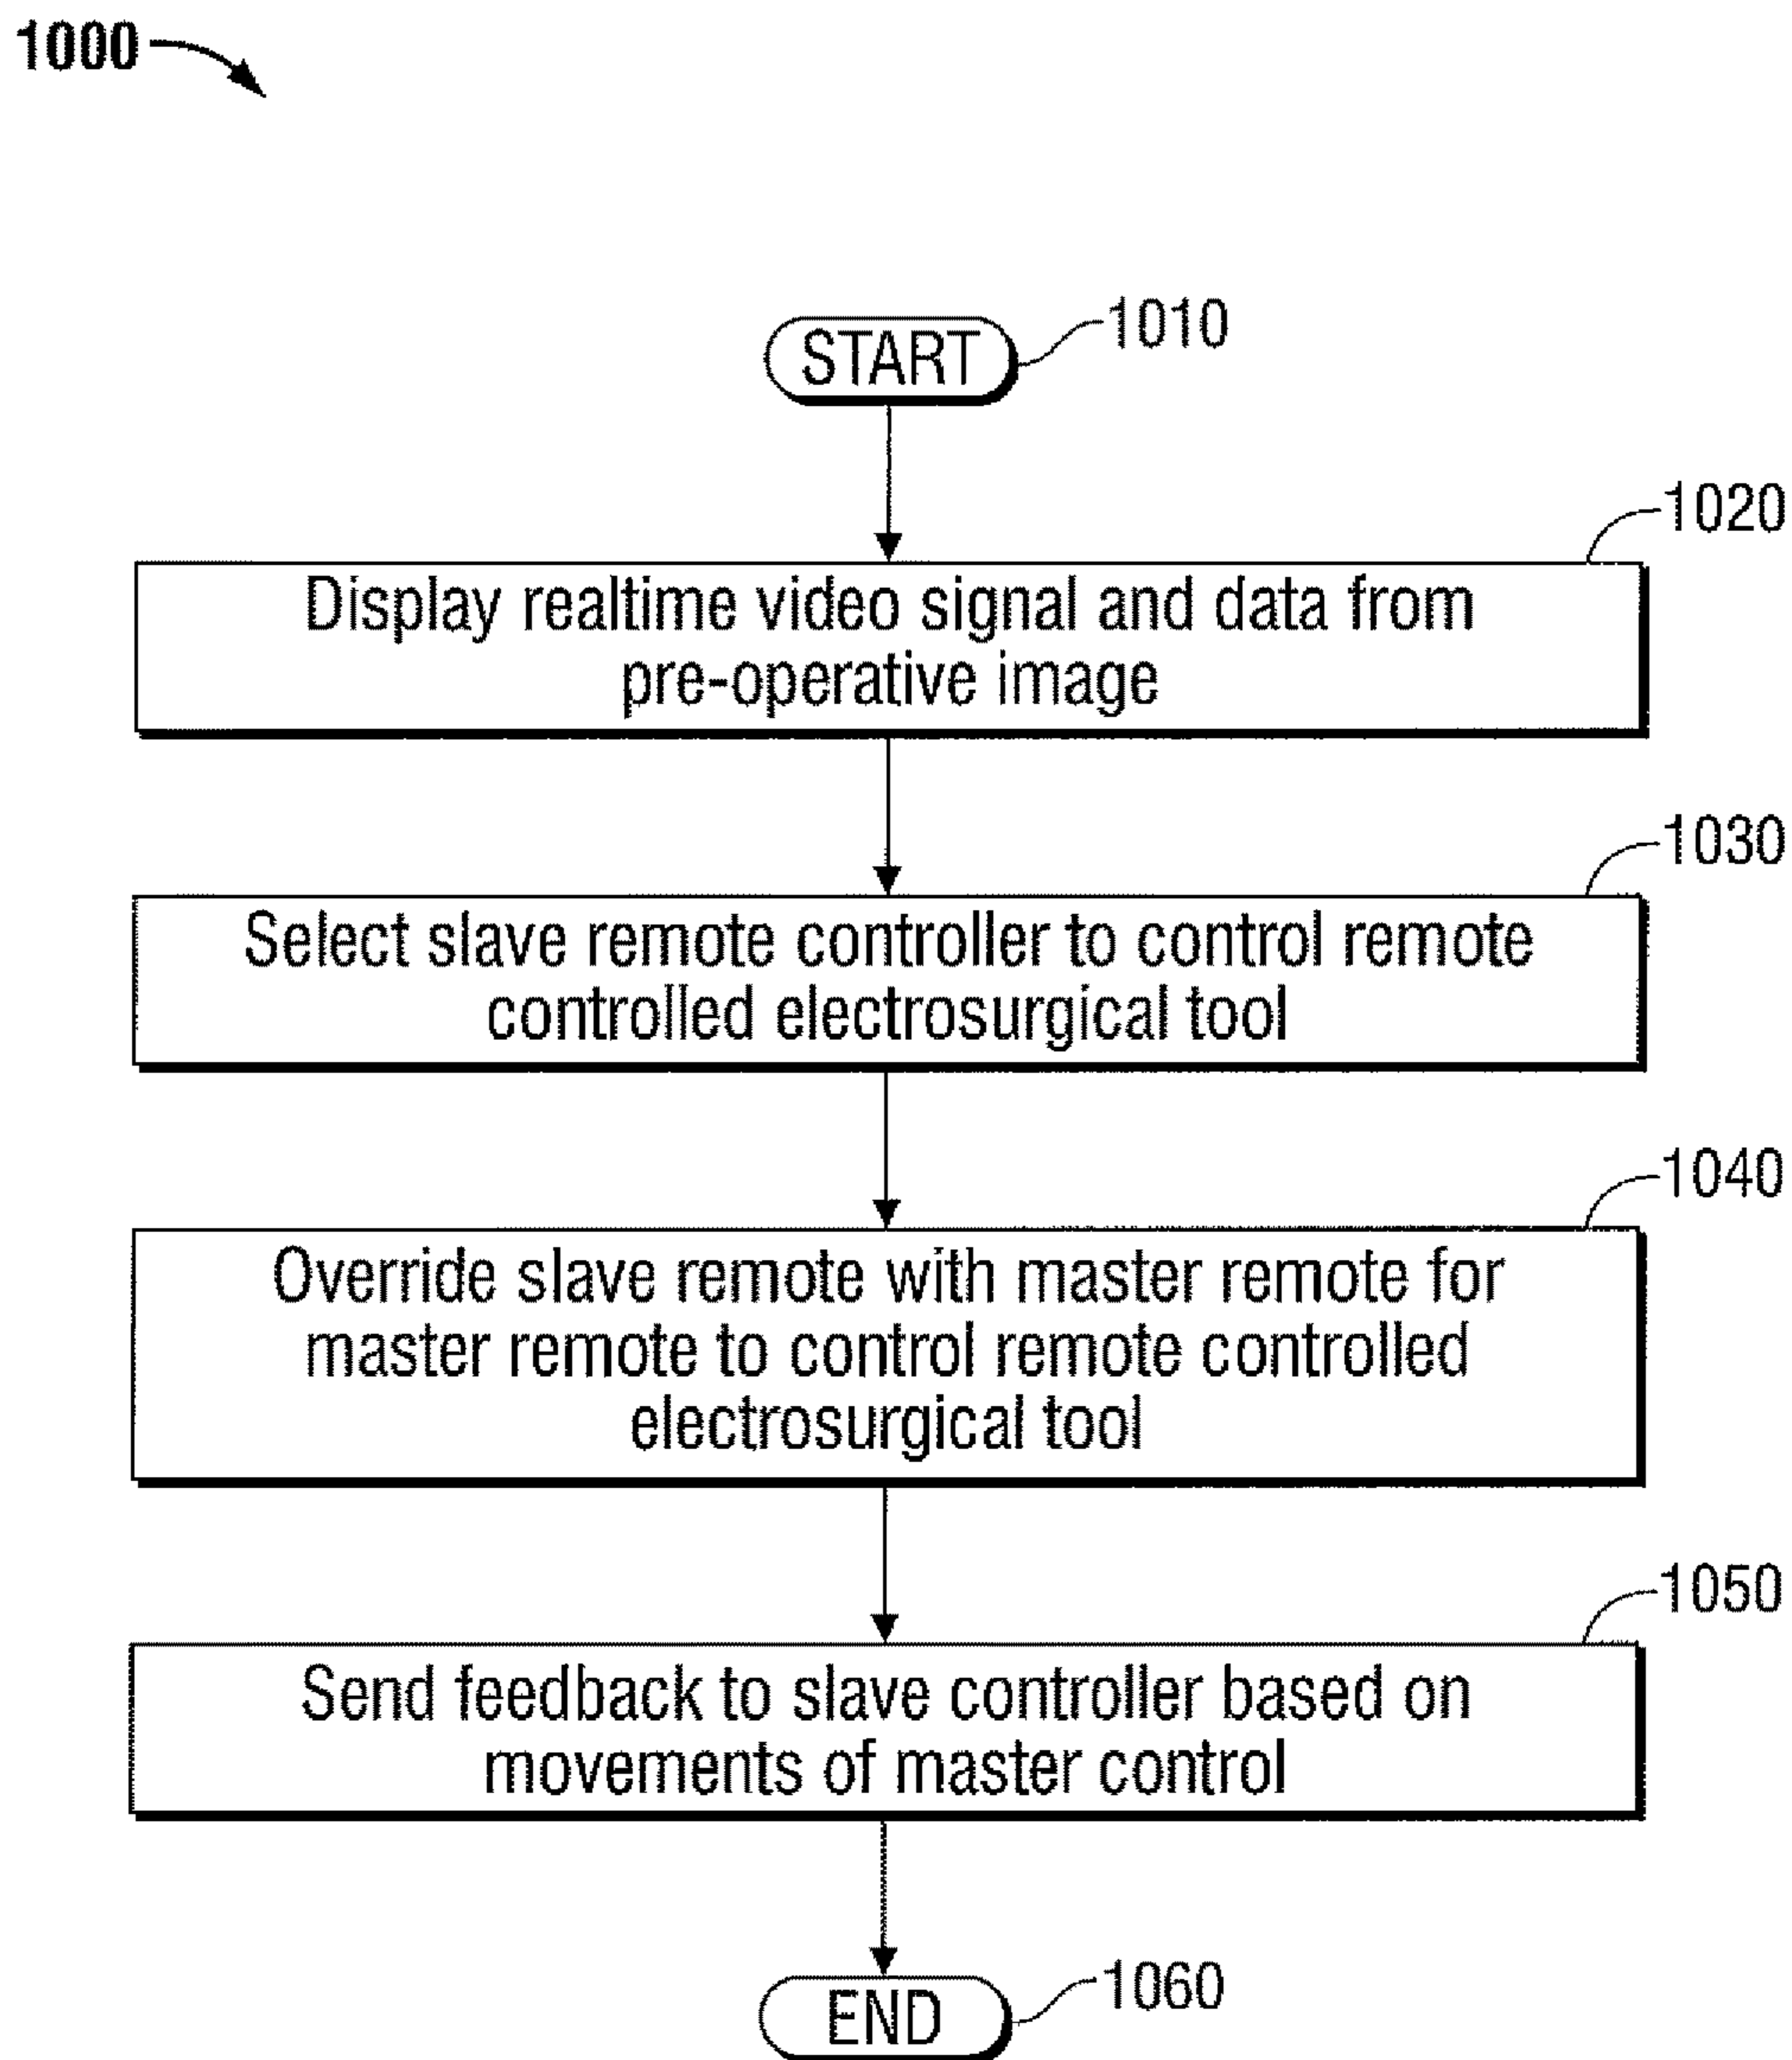 1000
START
1010
1020
Display realtime video signal and data from
pre-operative image
1030
Select slave remote controller to control remote
controlled electrosurgical tool
1040
Override slave remote with master remote for
master remote to control remote controlled
electrosurgical tool
1050
Send feedback to slave controller based on
movements of master control
1060
END